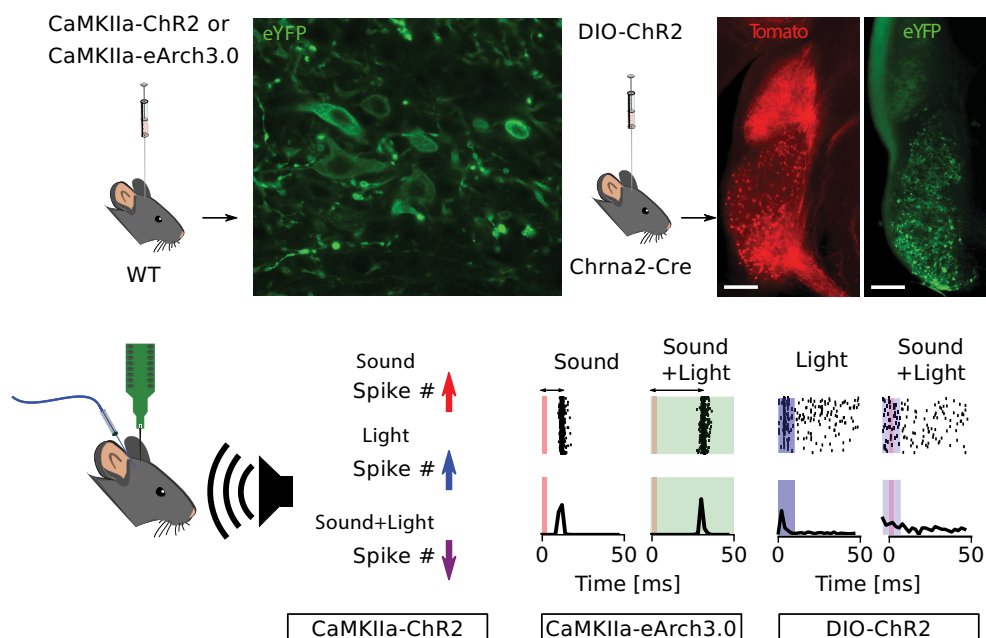 CaMKIIa-ChR2 or
CaMKIIa-eArch3.0
WT
eYFP
DIO-ChR2
Chrna2-Cre
Tomato
eYFP
Sound
Spike #
Light
Spike #
Sound+Light
Spike #
CaMKIIa-ChR2
Sound
Sound
+Light
0
50
0
50
Time [ms]
CaMKIIa-eArch3.0
Light
Sound
+Light
0
50
0
50
Time [ms]
DIO-ChR2